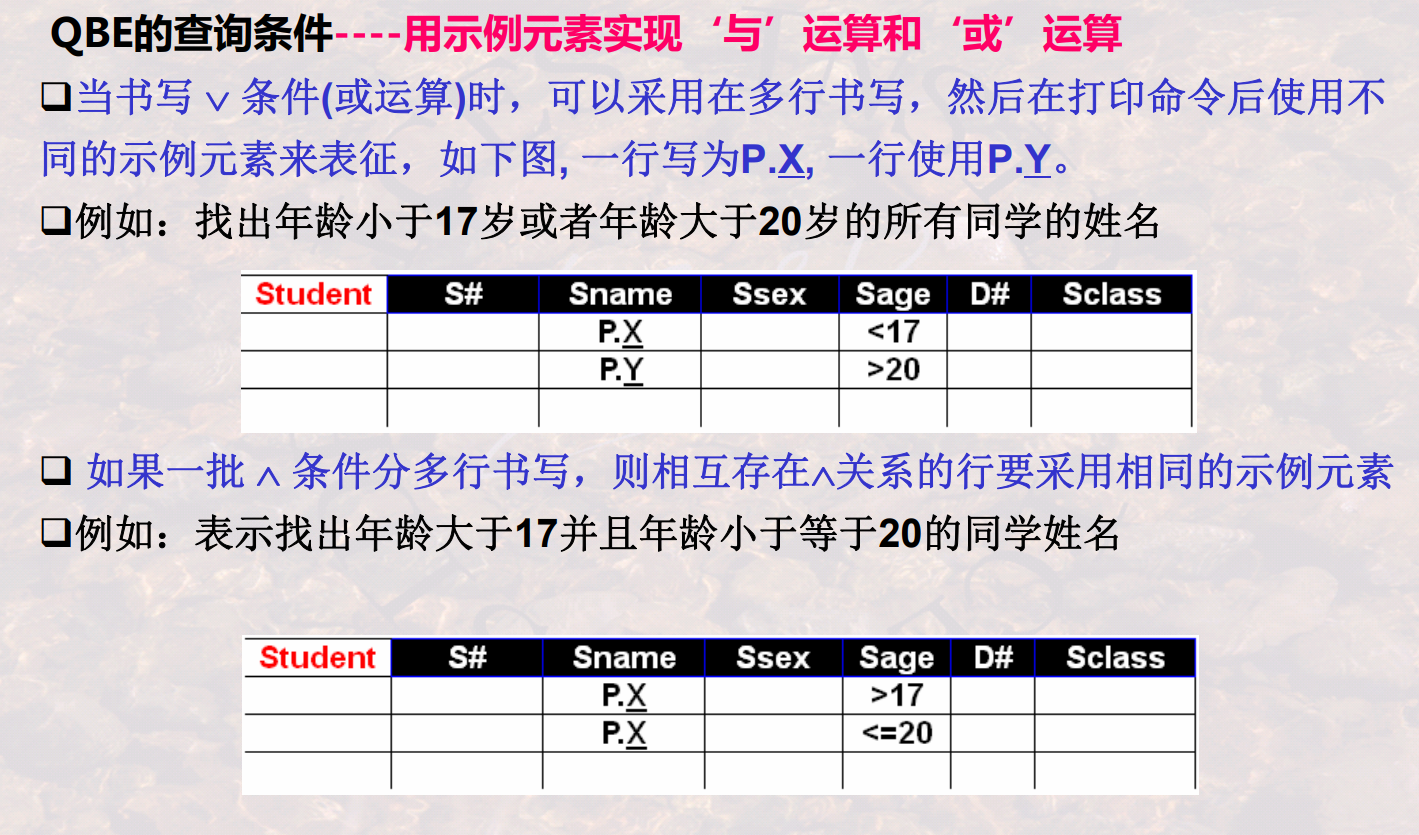 QBE的查询条件----用示例元素实现‘与’运算和‘或’运算
❑当书写 ∨ 条件(或运算)时，可以采用在多行书写，然后在打印命令后使用不
同的示例元素来表征，如下图, 一行写为P.X, 一行使用P.Y。
❑例如：找出年龄小于17岁或者年龄大于20岁的所有同学的姓名
Student S# Sname Ssex Sage D# Sclass
P.X <17
P.Y >20
❑ 如果一批 ∧ 条件分多行书写，则相互存在∧关系的行要采用相同的示例元素
❑例如：表示找出年龄大于17并且年龄小于等于20的同学姓名
Student S# Sname Ssex Sage D# Sclass
P.X >17
P.X <=20